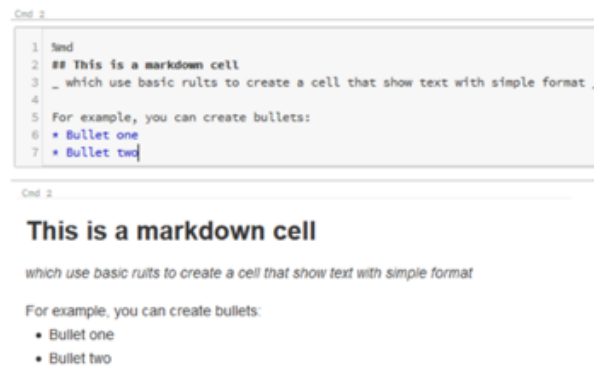 Cmd 2
1 %md
2 ## This is a markdown cell
3 _ which use basic rults to create a cell that show text with simple format _
4
5 For example, you can create bullets:
6 * Bullet one
7 * Bullet two
Cmd 2
This is a markdown cell
which use basic rults to create a cell that show text with simple format
For example, you can create bullets:
• Bullet one
• Bullet two